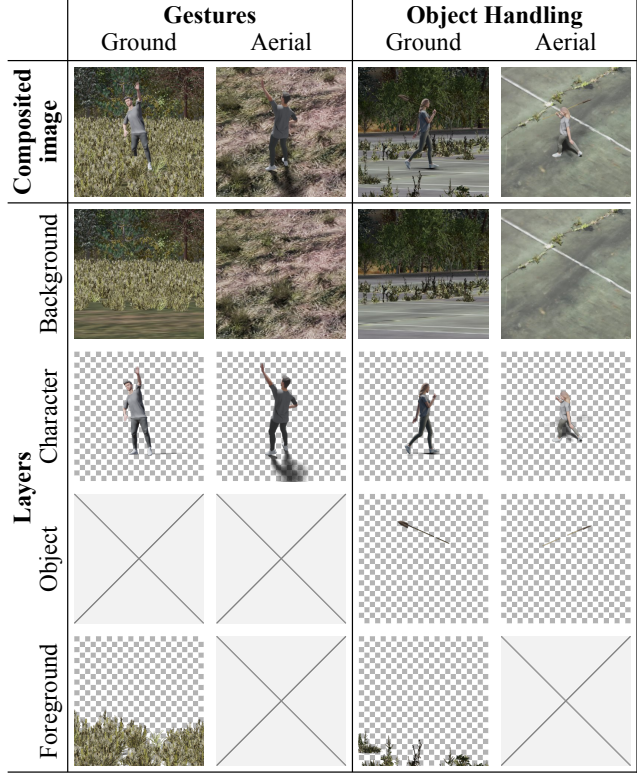 Gestures Object Handling
Ground Aerial Ground Aerial
Composited
image
Layers
Background
Character
Object
Foreground